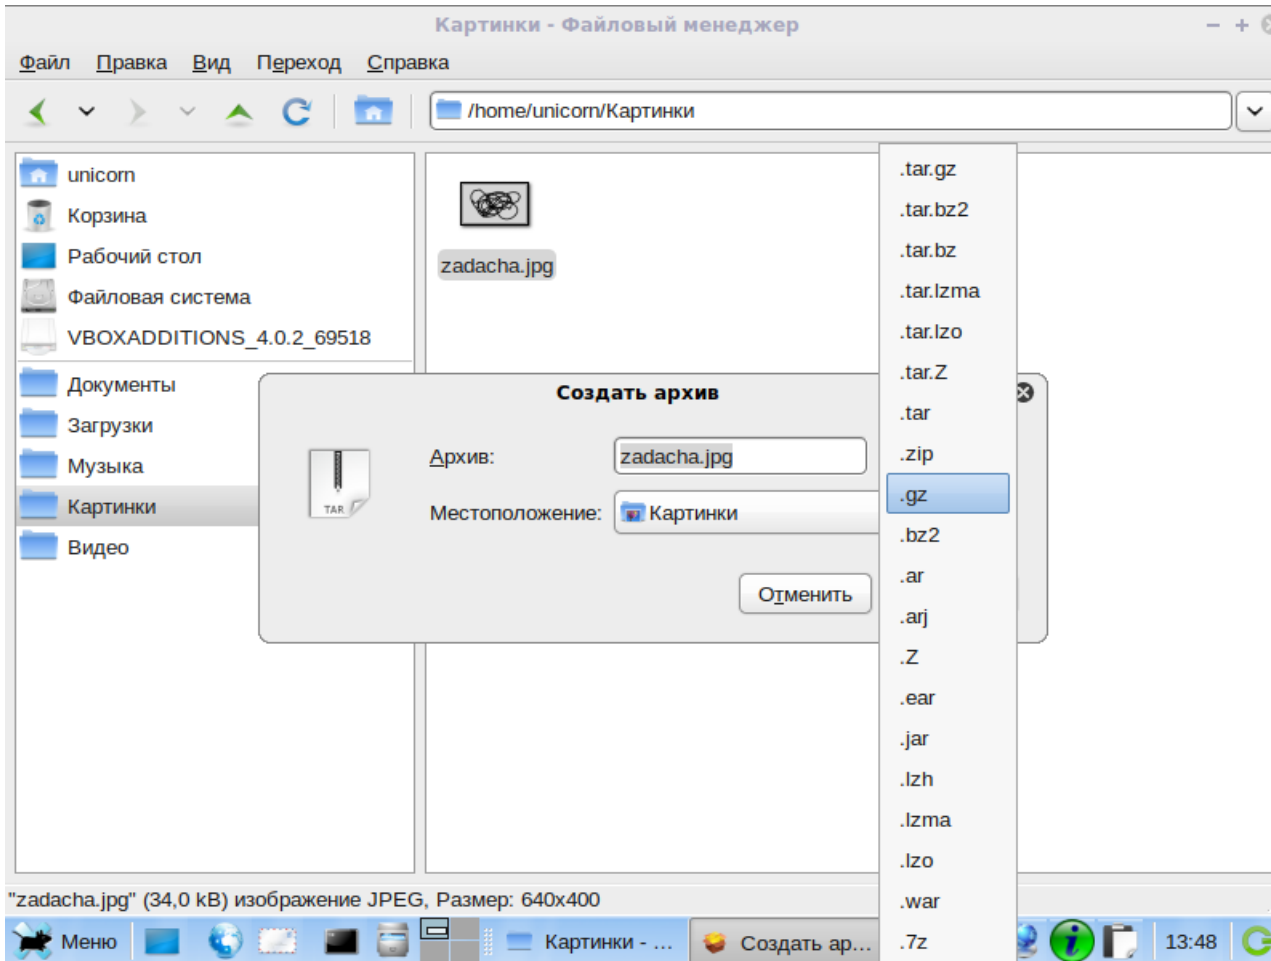 Картинки - Файловый менеджер
Файл Правка Вид Переход Справка
/home/unicorn/Картинки
unicorn
Корзина
Рабочий стол
Файловая система
VBOXADDITIONS_4.0.2_69518
Документы
Загрузки
Музыка
Картинки
Видео
zadacha.jpg
Создать архив
TAR
Архив: zadacha.jpg
Местоположение: Картинки
Отменить
.tar.gz
.tar.bz2
.tar.bz
.tar.lzma
.tar.lzo
.tar.Z
.tar
.zip
.gz
.bz2
.ar
.arj
.Z
.ear
.jar
.lzh
.lzma
.lzo
.war
.7z
"zadacha.jpg" (34,0 kB) изображение JPEG, Размер: 640x400
Меню Картинки - ... Создать ар... 13:48